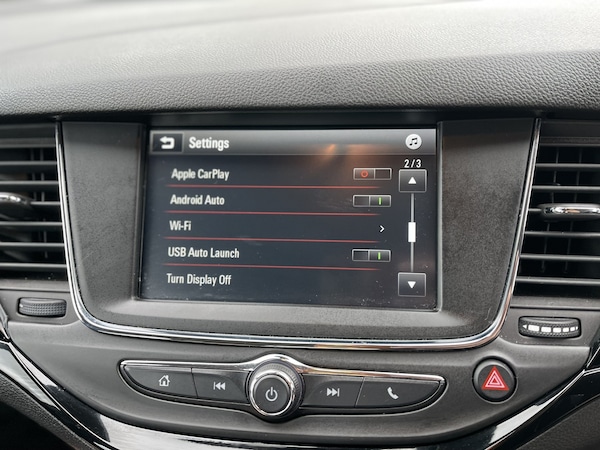 Settings
2/3
Apple CarPlay
Android Auto
Wi-Fi
USB Auto Launch
Turn Display Off